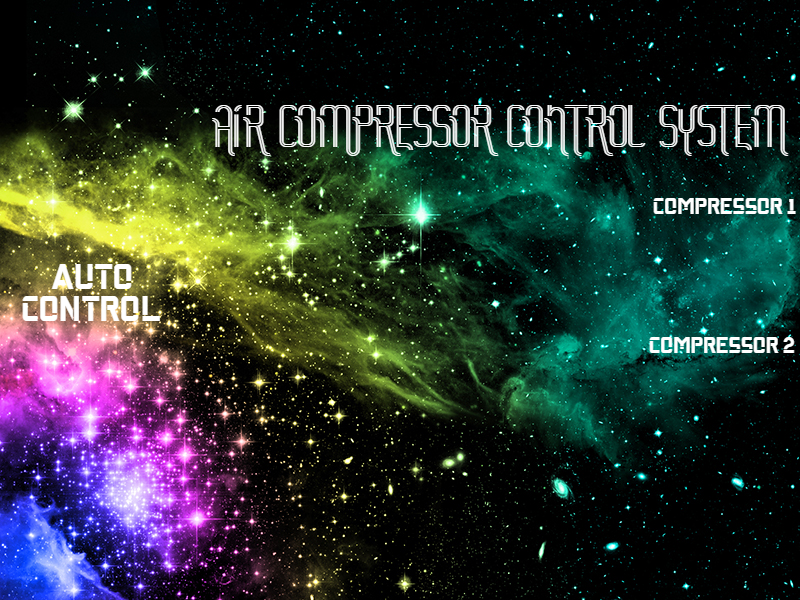 AIR COMPRESSOR CONTROL SYSTEM
COMPRESSOR 1
AUTO
CONTROL
COMPRESSOR 2